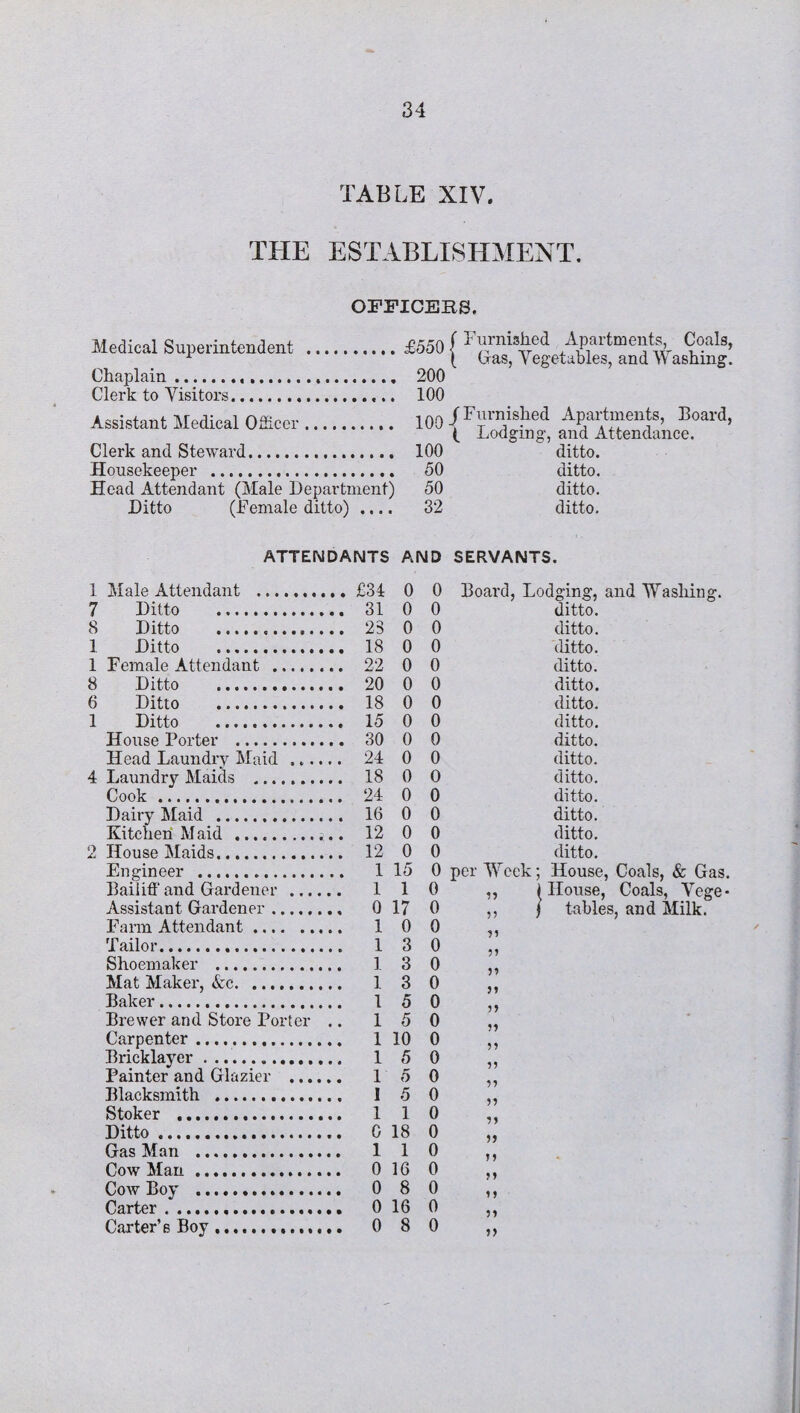 34
TABLE XIV.
THE ESTABLISHMENT.
OFFICERS.
Medical Superintendent .......... £550 { Furnished Apartments, Coals,
Gas, Vegetables, and Washing.
Chaplain ........................ 200
Clerk to Visitors.................. 100
Assistant Medical Officer .......... 100 { Furnished Apartments, Board,
Lodging, and Attendance.
Clerk and Steward................ 100 ditto.
Housekeeper .................... 50 ditto.
Head Attendant (Male Department) 50 ditto.
Ditto (Female ditto) .... 32 ditto.
ATTENDANTS AND SERVANTS.
1 Male Attendant .......... £34 0 0 Board, Lodging, and Washing.
7 Ditto .............. 31 0 0 ditto.
8 Ditto .............. 28 0 0 ditto.
1 Ditto .............. 18 0 0 ditto.
1 Female Attendant ........ 22 0 0 ditto.
8 Ditto .............. 20 0 0 ditto.
6 Ditto .............. 18 0 0 ditto.
1 Ditto .............. 15 0 0 ditto.
House Porter ............ 30 0 0 ditto.
Head Laundry Maid ...... 24 0 0 ditto.
4 Laundry Maids .......... 18 0 0 ditto.
Cook .................... 24 0 0 ditto.
Dairy Maid .............. 16 0 0 ditto.
Kitchen Maid ............ 12 0 0 ditto.
2 House Maids.............. 12 0 0 ditto.
Engineer ................ 1 15 0 per Week; House, Coals, & Gas.
Bailiff and Gardener ...... 1 1 0 ,, } House, Coals, Vege-
Assistant Gardener ........ 0 17 0 ,, } tables, and Milk.
Farm Attendant .... ..... 1 0 0 ,,
Tailor.................... 1 3 0 ,,
Shoemaker .............. 1 3 0 ,,
Mat Maker, &c. .......... 1 3 0 ,,
Baker.................... 1 5 0 ,,
Brewer and Store Porter .. 1 5 0 ,,
Carpenter ................ 1 10 0 ,,
Bricklayer ............... 1 5 0 ,,
Painter and Glazier ...... 1 5 0 ,,
Blacksmith .............. 1 5 0 ,,
Stoker .................. 1 1 0 ,,
Ditto .................... 0 18 0 ,,
Gas Man ................ 1 1 0 ,,
Cow Man ................ 0 16 0 ,,
Cow Boy ................ 0 8 0 ,,
Carter .................... 0 16 0 ,,
Carter's Boy .............. 0 8 0 ,,